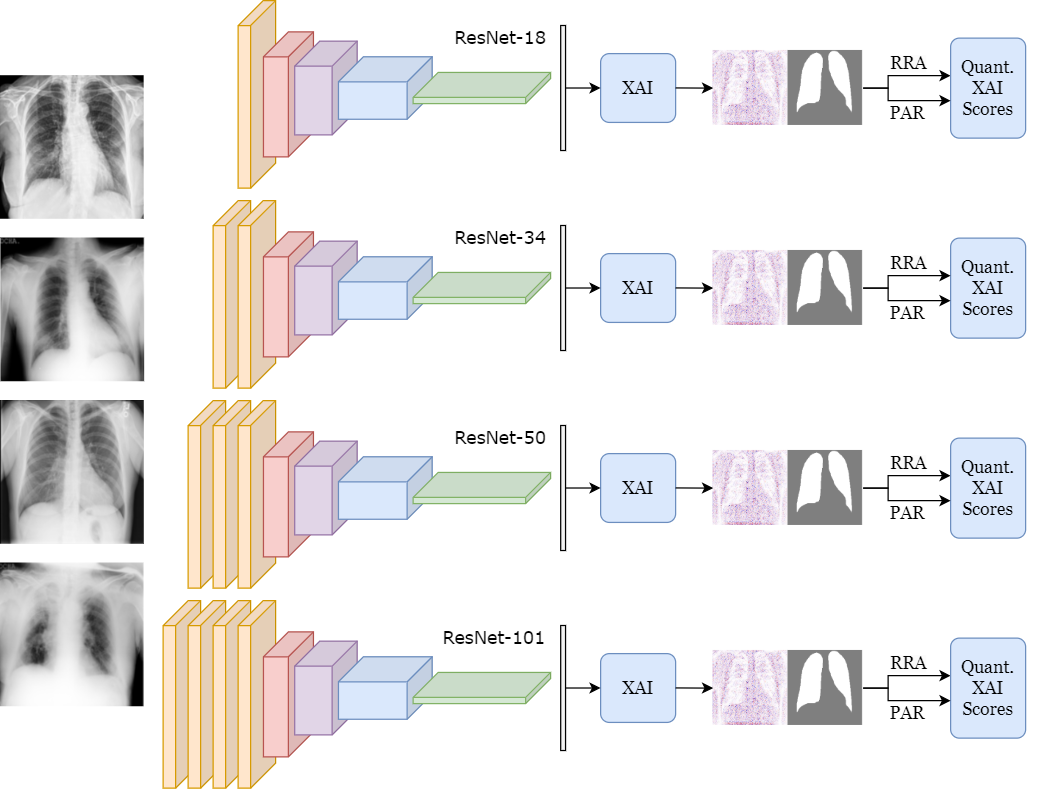 ResNet-18
XAI
RRA
PAR
Quant.
XAI
Scores
ResNet-34
XAI
RRA
PAR
Quant.
XAI
Scores
ResNet-50
XAI
RRA
PAR
Quant.
XAI
Scores
ResNet-101
XAI
RRA
PAR
Quant.
XAI
Scores